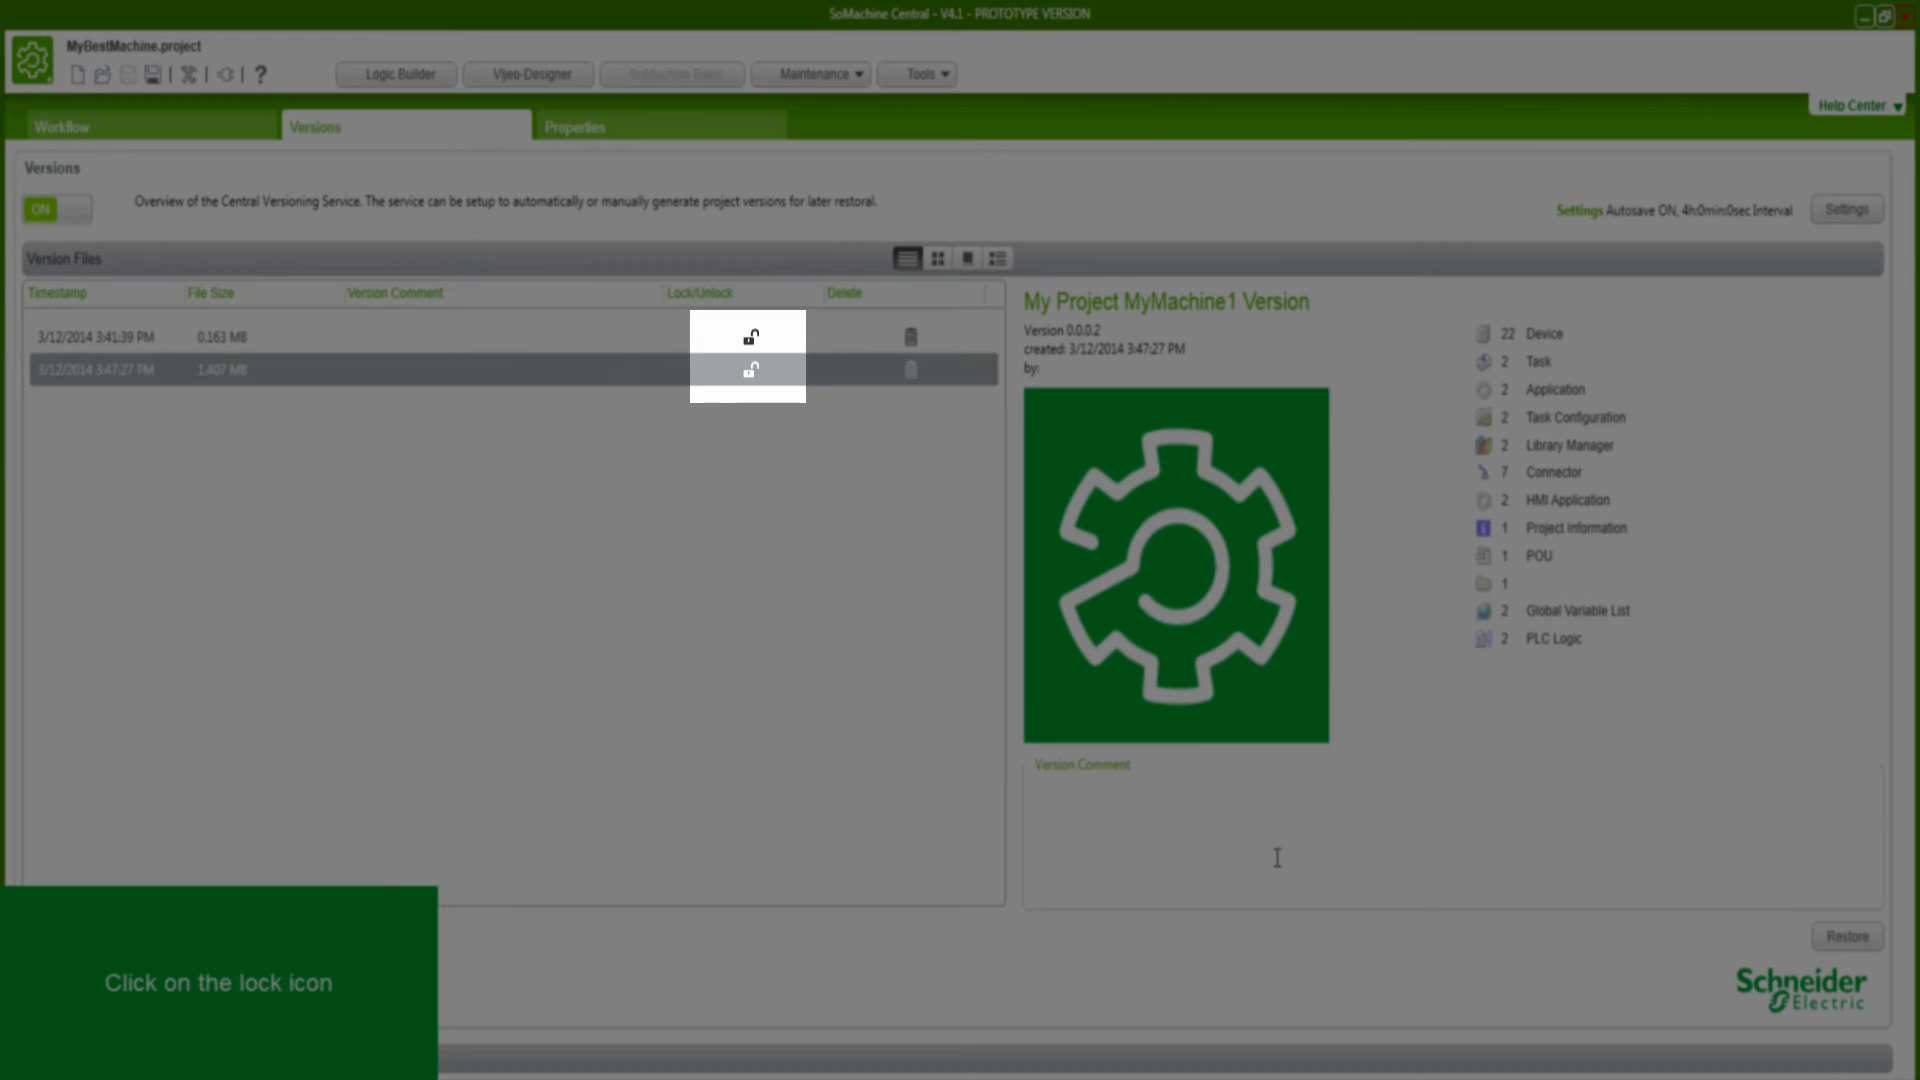 SoMachine Central - V4.1 - PROTOTYPE VERSION
MyBestMachine.project
Logic Builder
Vijeo-Designer
SoMachine Basic
Maintenance
Tools
Help Center
Workflow
Versions
Properties
Versions
ON
Overview of the Central Versioning Service. The service can be setup to automatically or manually generate project versions for later restoral.
Settings Autosave ON, 4h:0min:0sec Interval
Settings
Version Files
Timestamp File Size Version Comment Lock/Unlock Delete
3/12/2014 3:41:39 PM 0.163 MB
3/12/2014 3:47:27 PM 1.407 MB
My Project MyMachine1 Version
Version 0.0.0.2
created: 3/12/2014 3:47:27 PM
by:
22 Device
2 Task
2 Application
2 Task Configuration
2 Library Manager
7 Connector
2 HMI Application
1 Project Information
1 POU
1
2 Global Variable List
2 PLC Logic
Version Comment
Restore
Schneider
Electric
Click on the lock icon